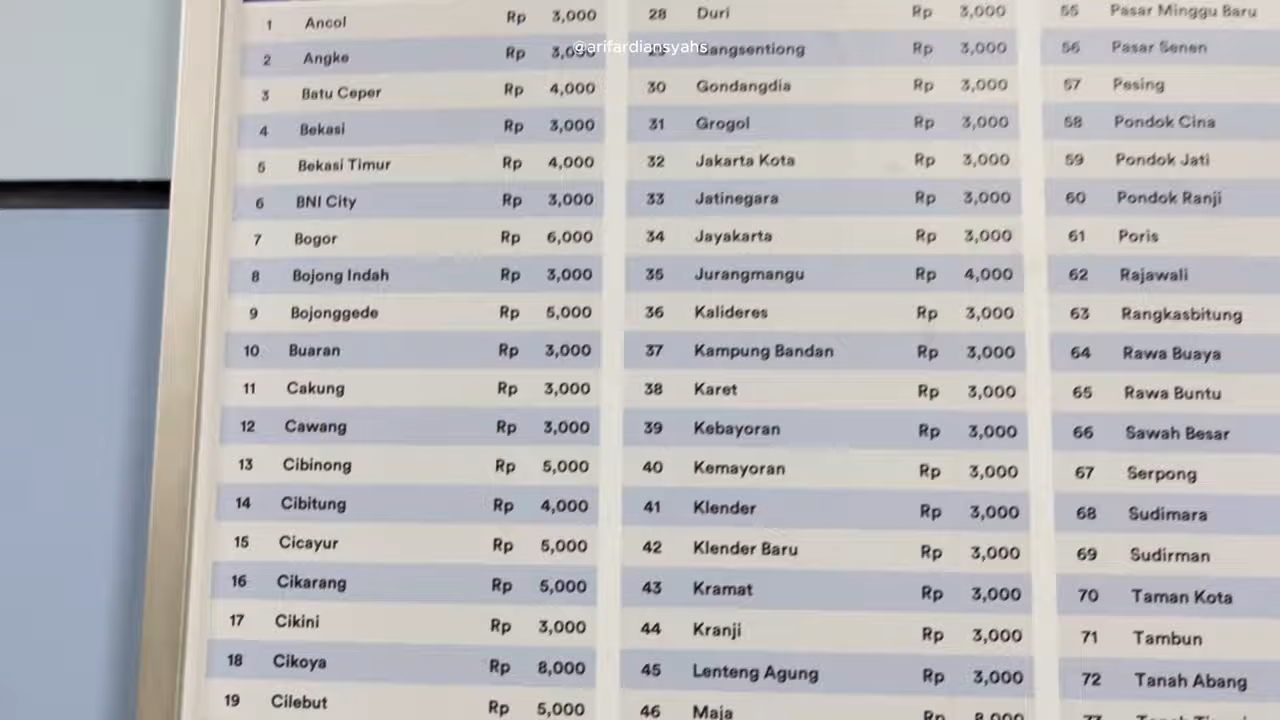 1 Ancol Rp 3,000
2 Angke Rp 3,000
3 Batu Ceper Rp 4,000
4 Bekasi Rp 3,000
5 Bekasi Timur Rp 4,000
6 BNI City Rp 3,000
7 Bogor Rp 6,000
8 Bojong Indah Rp 3,000
9 Bojonggede Rp 5,000
10 Buaran Rp 3,000
11 Cakung Rp 3,000
12 Cawang Rp 3,000
13 Cibinong Rp 5,000
14 Cibitung Rp 4,000
15 Cicayur Rp 5,000
16 Cikarang Rp 5,000
17 Cikini Rp 3,000
18 Cikoya Rp 8,000
19 Cilebut Rp 5,000
@arifardiansyahs
28 Duri Rp 3,000
Gangsentiong Rp 3,000
30 Gondangdia Rp 3,000
31 Grogol Rp 3,000
32 Jakarta Kota Rp 3,000
33 Jatinegara Rp 3,000
34 Jayakarta Rp 3,000
35 Jurangmangu Rp 4,000
36 Kalideres Rp 3,000
37 Kampung Bandan Rp 3,000
38 Karet Rp 3,000
39 Kebayoran Rp 3,000
40 Kemayoran Rp 3,000
41 Klender Rp 3,000
42 Klender Baru Rp 3,000
43 Kramat Rp 3,000
44 Kranji Rp 3,000
45 Lenteng Agung Rp 3,000
46 Maja Rp 8,000
55 Pasar Minggu Baru
56 Pasar Senen
57 Pesing
58 Pondok Cina
59 Pondok Jati
60 Pondok Ranji
61 Poris
62 Rajawali
63 Rangkasbitung
64 Rawa Buaya
65 Rawa Buntu
66 Sawah Besar
67 Serpong
68 Sudimara
69 Sudirman
70 Taman Kota
71 Tambun
72 Tanah Abang